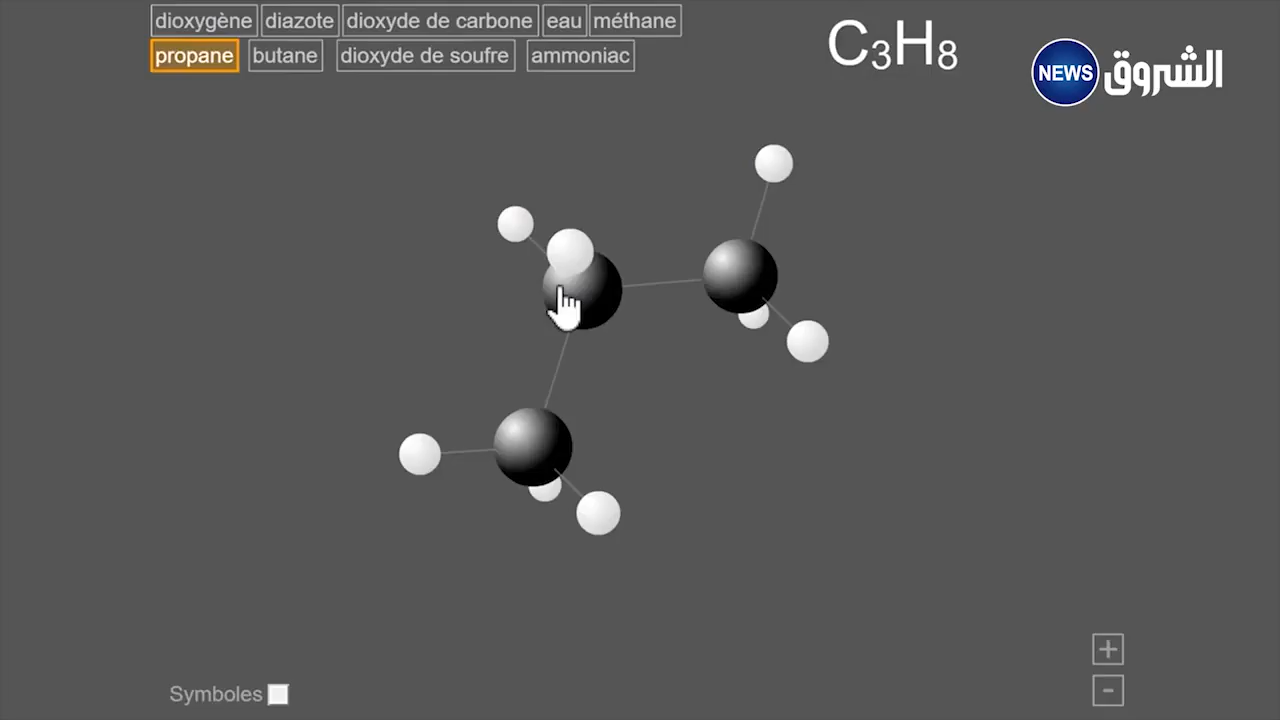 dioxygène diazote dioxyde de carbone eau méthane
propane butane dioxyde de soufre ammoniac
C₃H₈
NEWS الشروق
+
-
Symboles